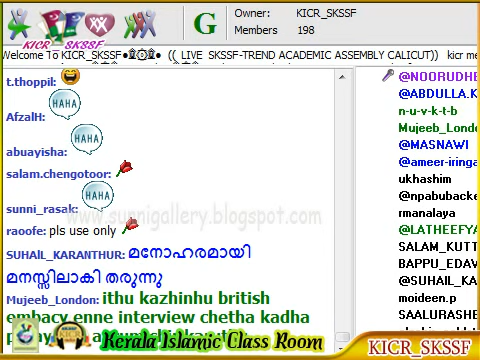 Owner: KICR_SKSSF
Members 198
G
KICR_SKSSF
Welcome To KICR_SKSSF (( LIVE SKSSF-TREND ACADEMIC ASSEMBLY CALICUT)) kicr me
t.thoppil:
AfzalH: HAHA
abuayisha: HAHA
salam.chengotoor:
sunni_rasak: HAHA
www.sunnigallery.blogspot.com
raoofe: pls use only
SUHAiL_KARANTHUR: മനോഹരമായി
മനസ്സിലാകി തരുന്നു
Mujeeb_London: ithu kazhinhu british
embacy enne interview chetha kadha
@NOORUDHE
@ABDULLA.K
n-u-v-k-t-b
Mujeeb_Londo
@MASNAWI
@ameer-iringa
ukhashim
@npabubacke
rmanalaya
@LATHEEFYA
SALAM_KUTT
BAPPU_EDAV
@SUHAIL_KA
moideen.p
SAALURASHE
Kerala Islamic Class Room
KICR_SKSSF